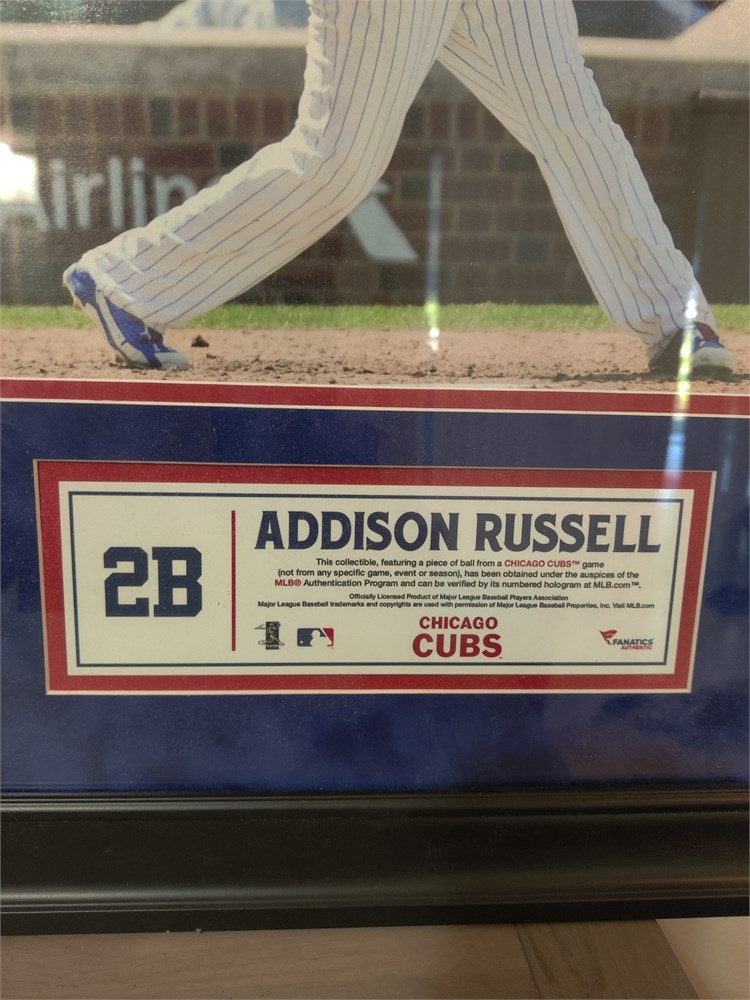 Airlin
2B
ADDISON RUSSELL
This collectible, featuring a piece of ball from a CHICAGO CUBS™ game
(not from any specific game, event or season), has been obtained under the auspices of the
MLB® Authentication Program and can be verified by its numbered hologram at MLB.com™.
Officially Licensed Product of Major League Baseball Players Association
Major League Baseball trademarks and copyrights are used with permission of Major League Baseball Properties, Inc. Visit MLB.com
CHICAGO
CUBS™
FANATICS
AUTHENTIC